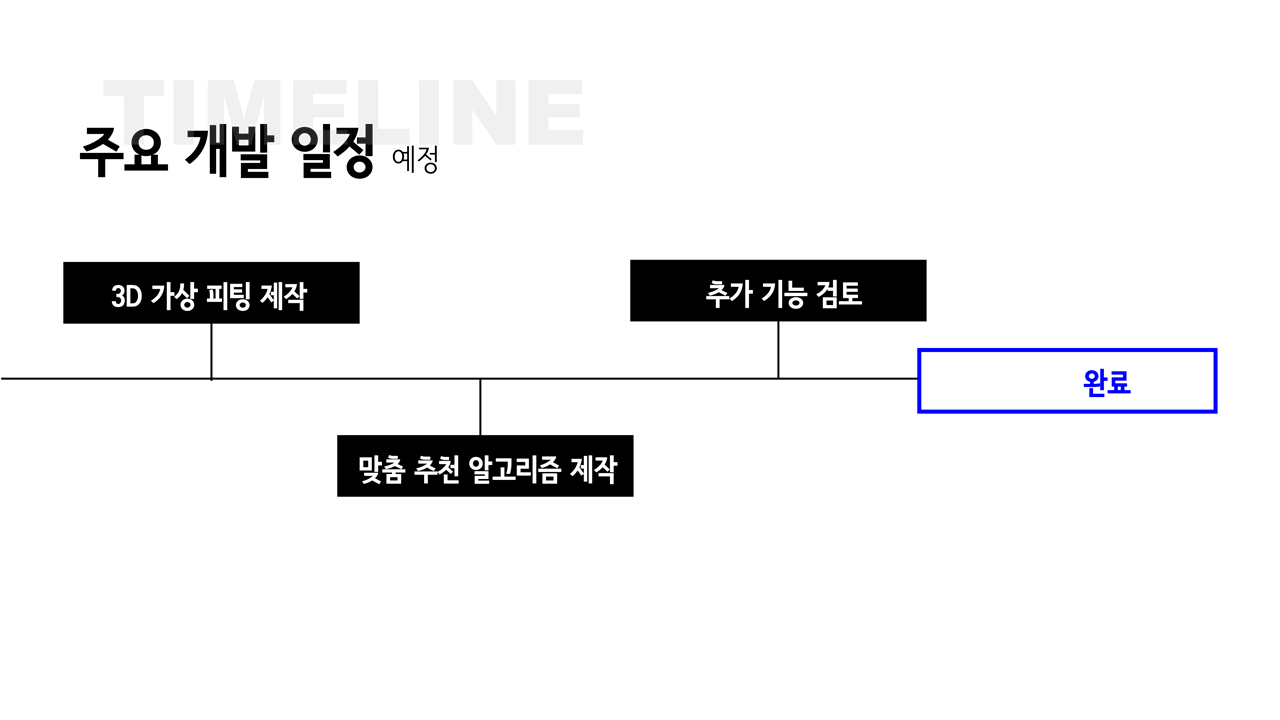 TIMELINE
주요 개발 일정 예정
3D 가상 피팅 제작
맞춤 추천 알고리즘 제작
추가 기능 검토
완료